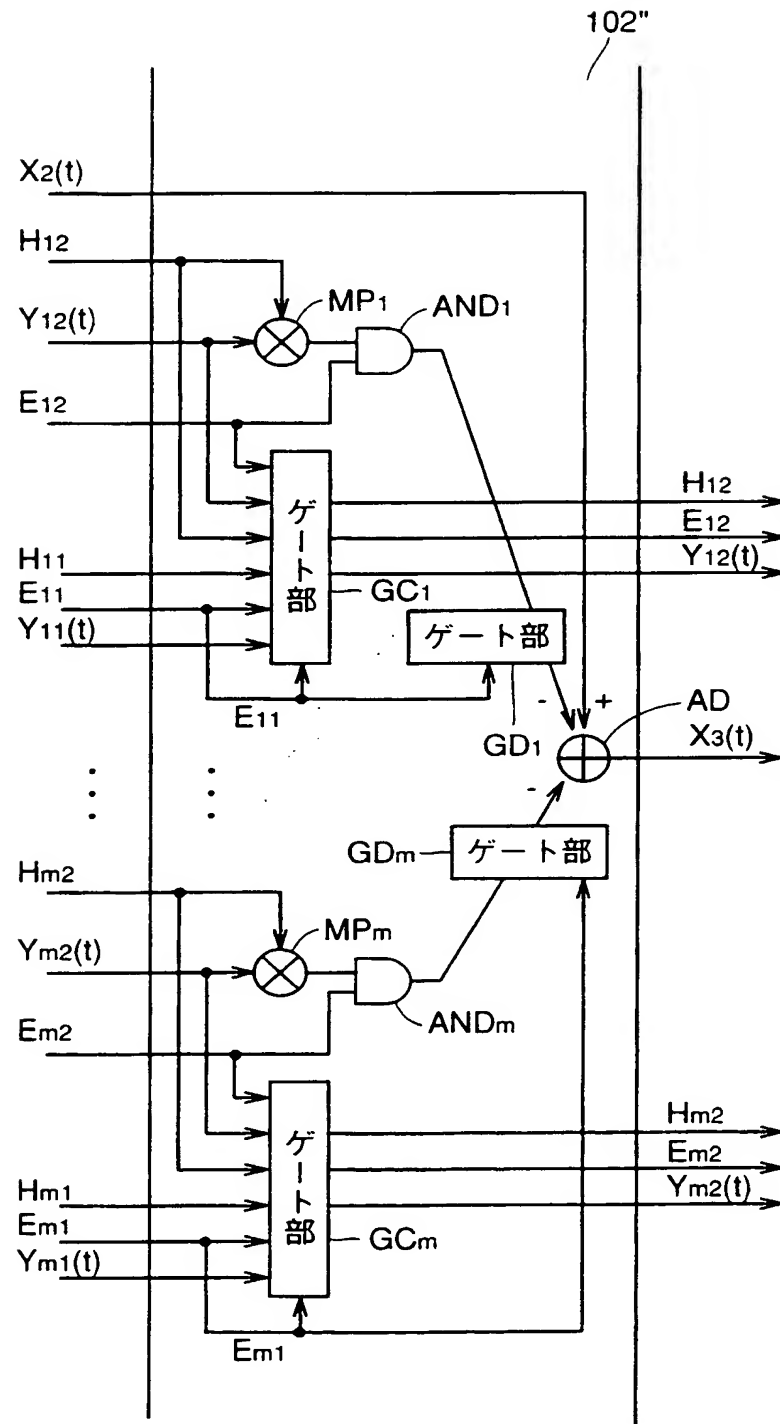 102"
X2(t)
H12
MP1
AND1
Y12(t)
E12
H12
E12
Y12(t)
ゲート部
GC1
H11
E11
Y11(t)
ゲート部
E11
GD1
-
+
AD
X3(t)
-
GDm
ゲート部
Hm2
MPm
Ym2(t)
ANDm
Em2
Hm2
Em2
Ym2(t)
ゲート部
GCm
Hm1
Em1
Ym1(t)
Em1